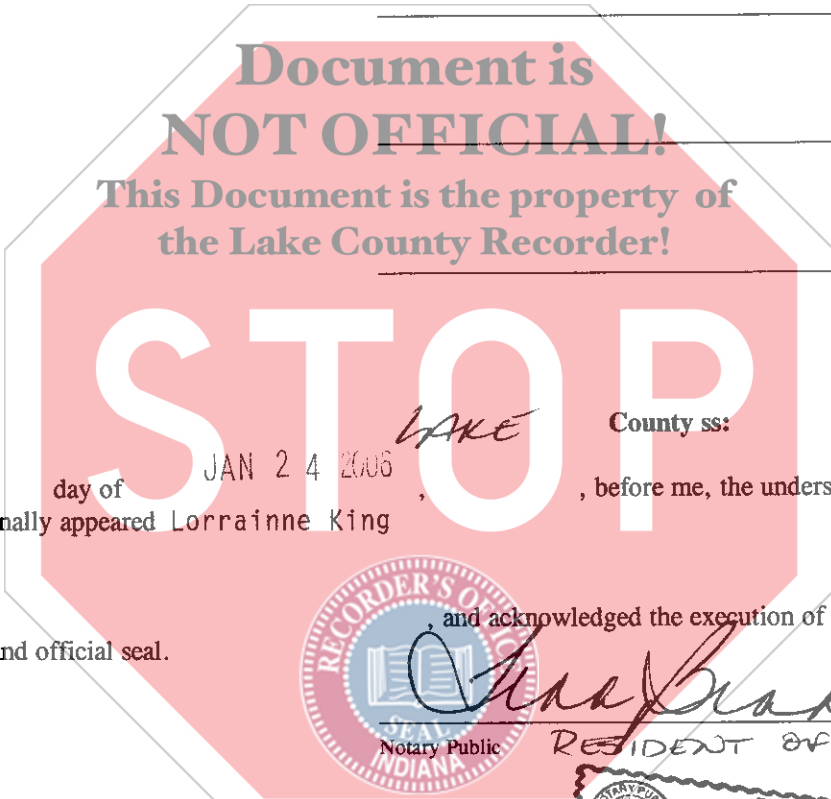 Document is
NOT OFFICIAL!
This Document is the property of
the Lake County Recorder!
STOP
LAKE County ss:
day of JAN 24 2006 , , before me, the unders
nally appeared Lorrainne King
, and acknowledged the execution of
nd official seal.
RECORDER'S OFFICE
SEAL
INDIANA
Notary Public RESIDENT OF
NOTARY PUB